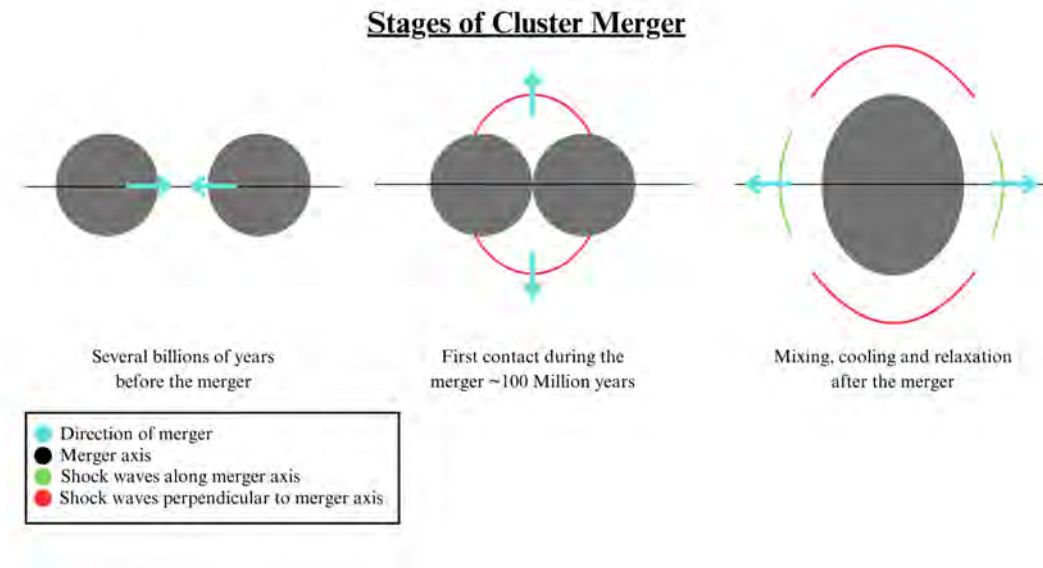 Stages of Cluster Merger
Several billions of years
before the merger
First contact during the
merger ~100 Million years
Mixing, cooling and relaxation
after the merger
Direction of merger
Merger axis
Shock waves along merger axis
Shock waves perpendicular to merger axis